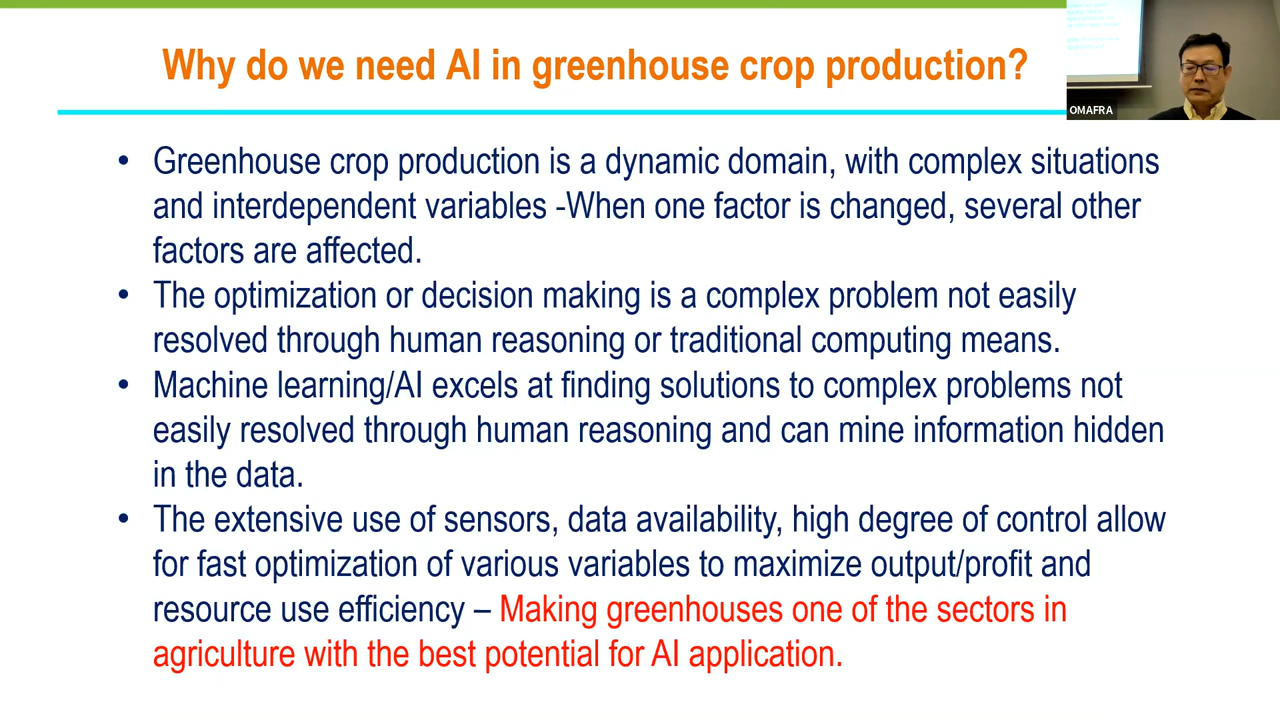 Why do we need AI in greenhouse crop production?
OMAFRA
• Greenhouse crop production is a dynamic domain, with complex situations
and interdependent variables -When one factor is changed, several other
factors are affected.
• The optimization or decision making is a complex problem not easily
resolved through human reasoning or traditional computing means.
• Machine learning/AI excels at finding solutions to complex problems not
easily resolved through human reasoning and can mine information hidden
in the data.
• The extensive use of sensors, data availability, high degree of control allow
for fast optimization of various variables to maximize output/profit and
resource use efficiency – Making greenhouses one of the sectors in
agriculture with the best potential for AI application.